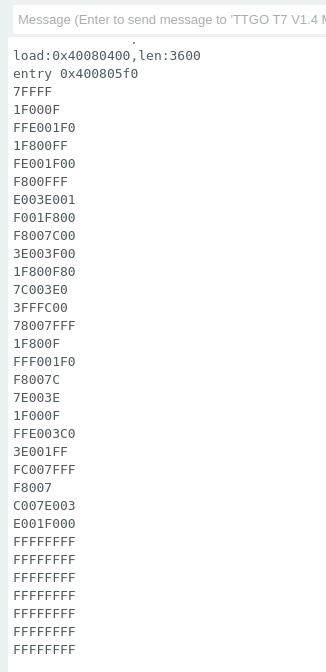 Message (Enter to send message to 'TTGO T7 V1.4 M
load:0x40080400,len:3600
entry 0x400805f0
7FFFF
1F000F
FFE001F0
1F800FF
FE001F00
F800FFF
E003E001
F001F800
F8007C00
3E003F00
1F800F80
7C003E0
3FFFC00
78007FFF
1F800F
FFF001F0
F8007C
7E003E
1F000F
FFE003C0
3E001FF
FC007FFF
F8007
C007E003
E001F000
FFFFFFFF
FFFFFFFF
FFFFFFFF
FFFFFFFF
FFFFFFFF
FFFFFFFF
FFFFFFFF